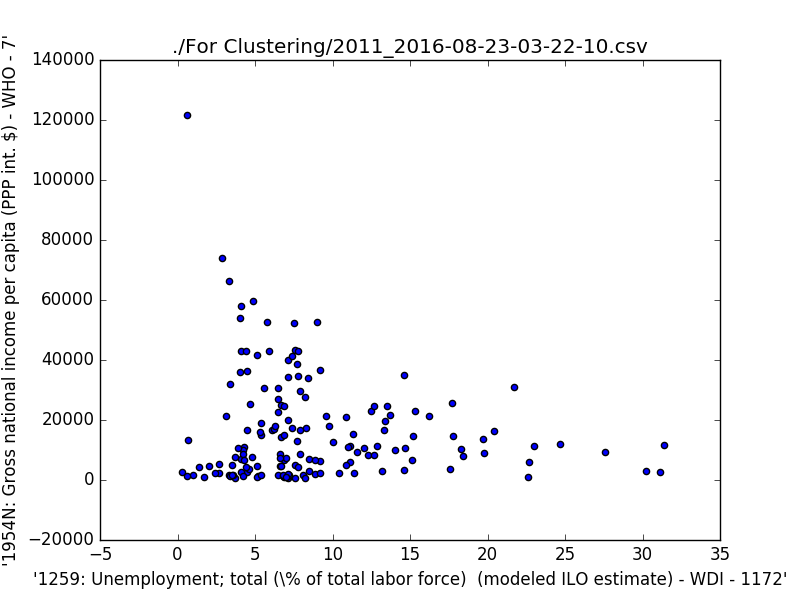 ./For Clustering/2011_2016-08-23-03-22-10.csv
140000
120000
100000
80000
60000
40000
20000
0
−20000
−5 0 5 10 15 20 25 30 35
'1954N: Gross national income per capita (PPP int. $) - WHO - 7'
'1259: Unemployment; total (\% of total labor force)  (modeled ILO estimate) - WDI - 1172'